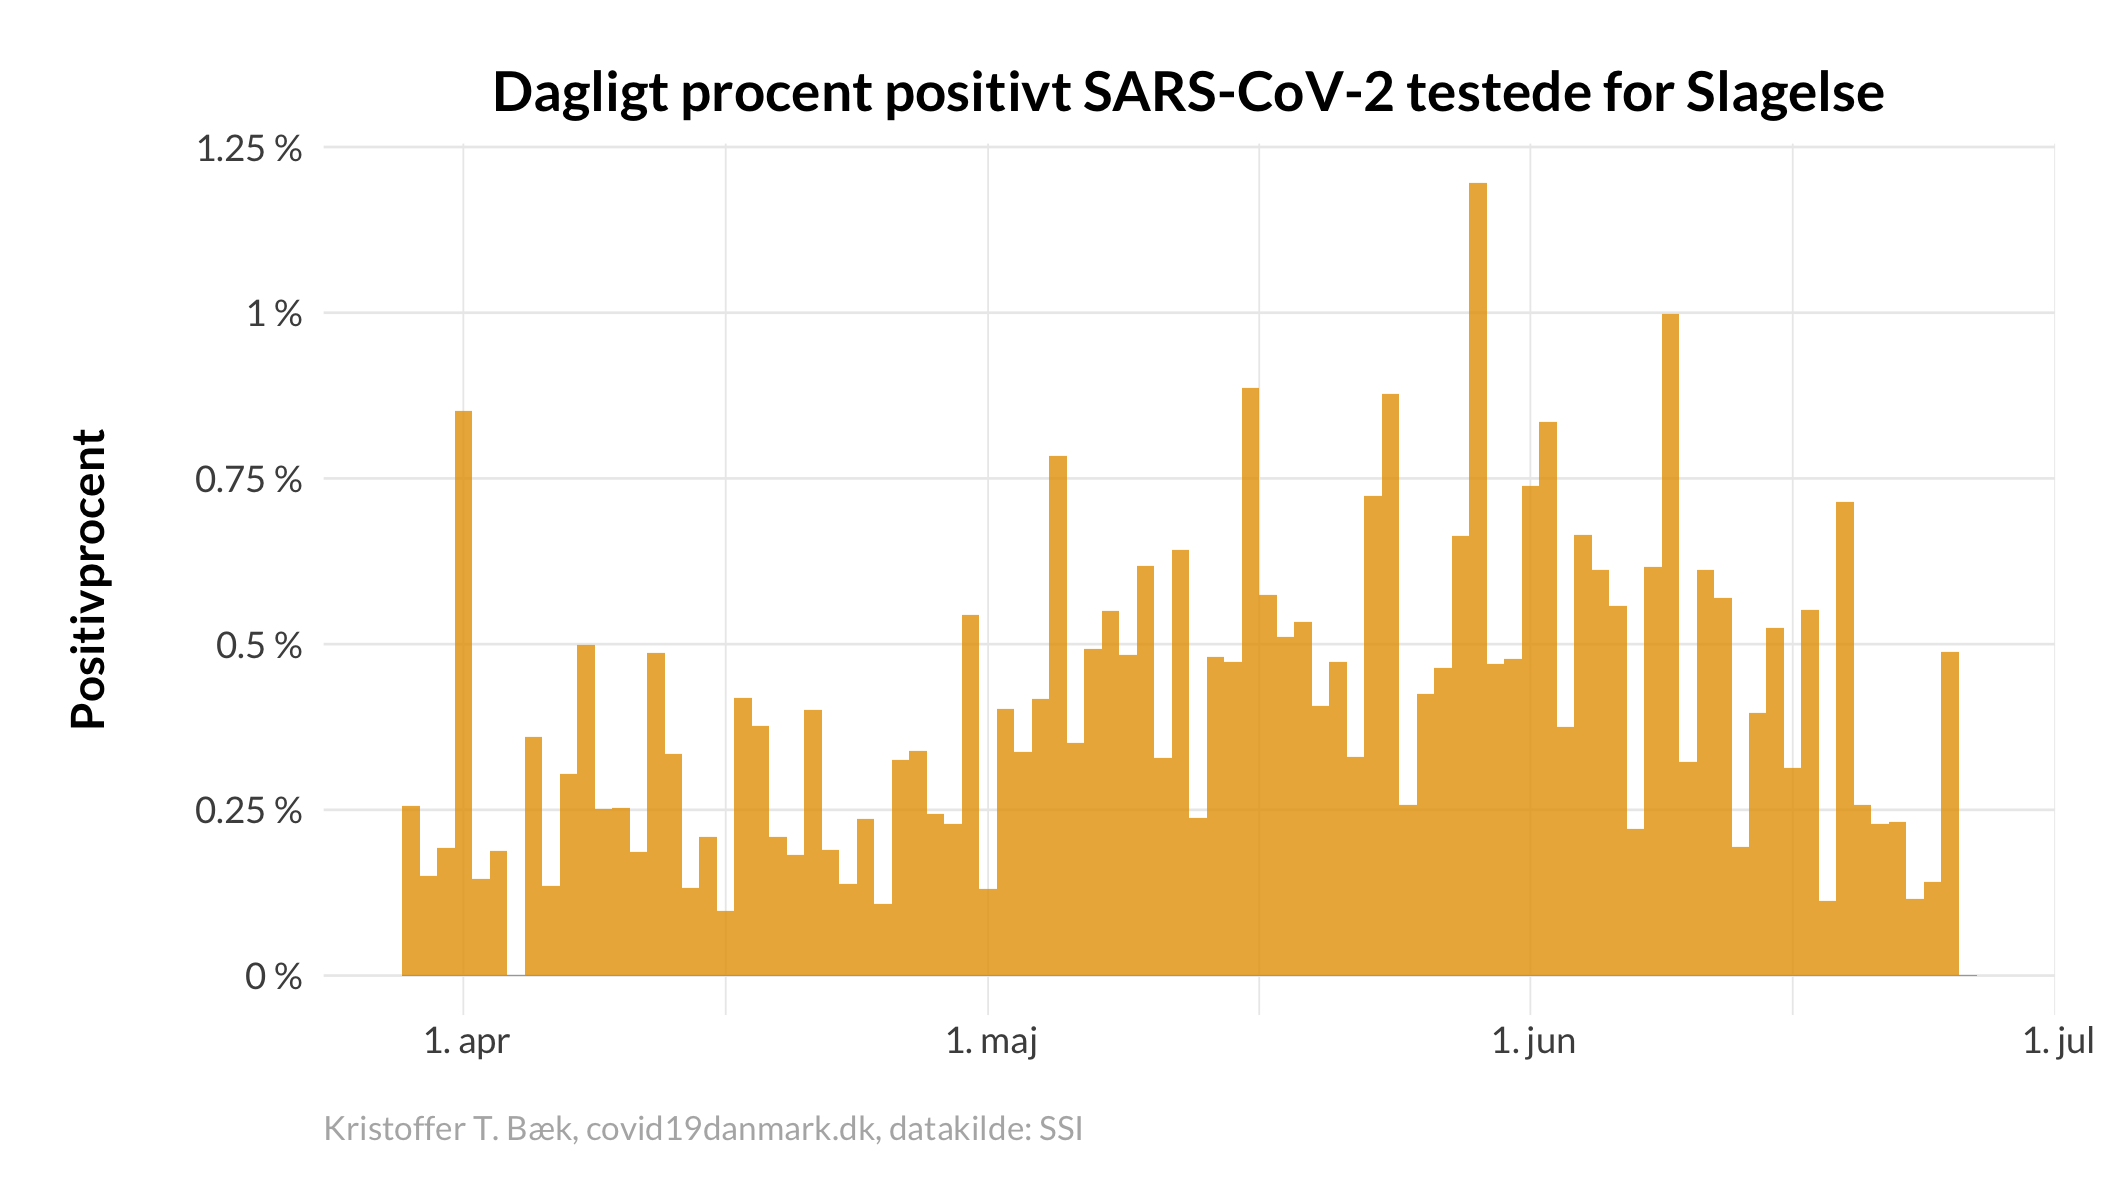 Dagligt procent positivt SARS-CoV-2 testede for Slagelse
1.25 %
1 %
0.75 %
0.5 %
0.25 %
0 %
Positivprocent
1. apr
1. maj
1. jun
1. jul
Kristoffer T. Bæk, covid19danmark.dk, datakilde: SSI